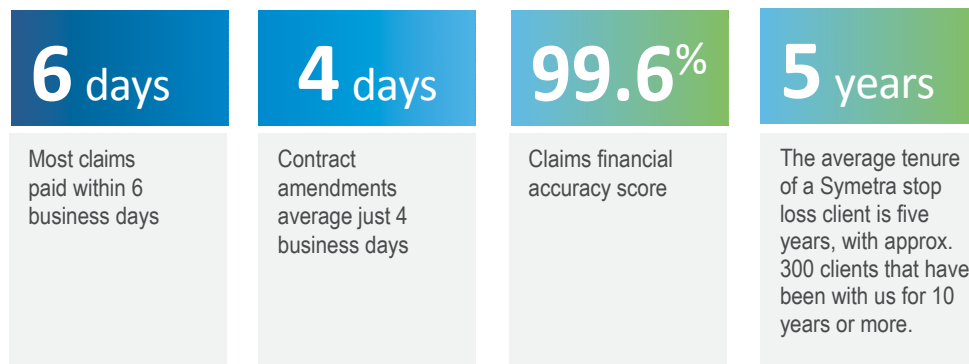 6 days
Most claims
paid within 6
business days
4 days
Contract
amendments
average just 4
business days
99.6%
Claims financial
accuracy score
5 years
The average tenure
of a Symetra stop
loss client is five
years, with approx.
300 clients that have
been with us for 10
years or more.